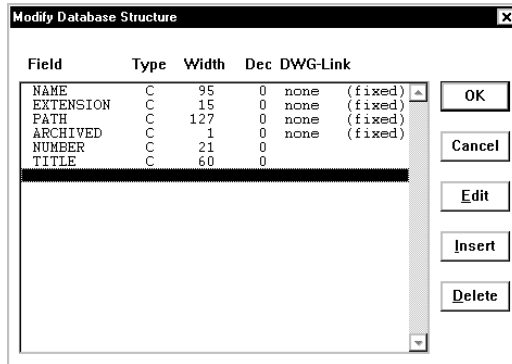 Modify Database Structure
Field Type Width Dec DWG-Link
NAME C 95 0 none (fixed)
EXTENSION C 15 0 none (fixed)
PATH C 127 0 none (fixed)
ARCHIVED C 1 0 none (fixed)
NUMBER C 21 0
TITLE C 60 0
OK
Cancel
Edit
Insert
Delete